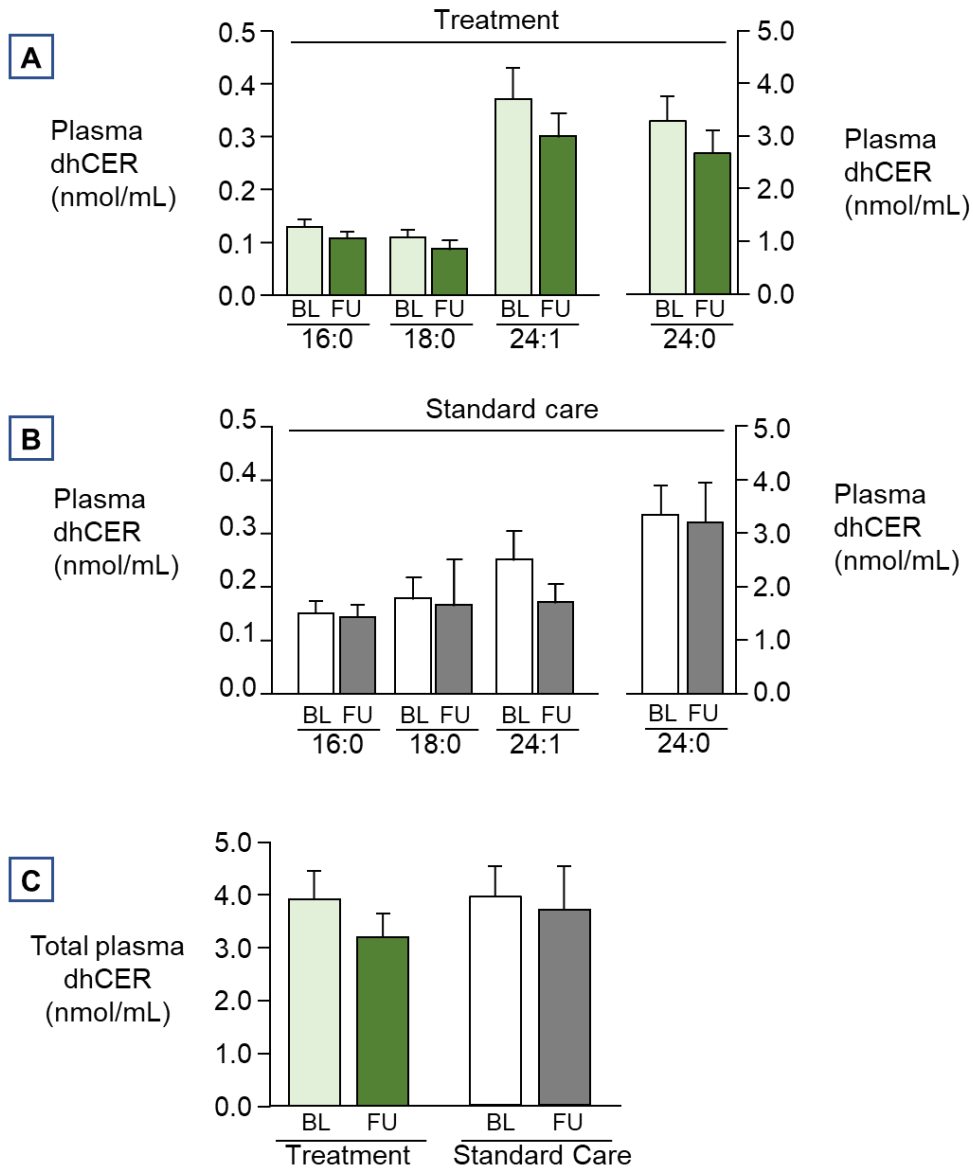 A
Treatment
Plasma
dhCER
(nmol/mL)
0.5
0.4
0.3
0.2
0.1
0.0
5.0
4.0
3.0
2.0
1.0
0.0
Plasma
dhCER
(nmol/mL)
BL FU BL FU BL FU BL FU
16:0 18:0 24:1 24:0
B
Standard care
Plasma
dhCER
(nmol/mL)
0.5
0.4
0.3
0.2
0.1
0.0
5.0
4.0
3.0
2.0
1.0
0.0
Plasma
dhCER
(nmol/mL)
BL FU BL FU BL FU BL FU
16:0 18:0 24:1 24:0
C
Total plasma
dhCER
(nmol/mL)
5.0
4.0
3.0
2.0
1.0
0.0
BL FU BL FU
Treatment Standard Care